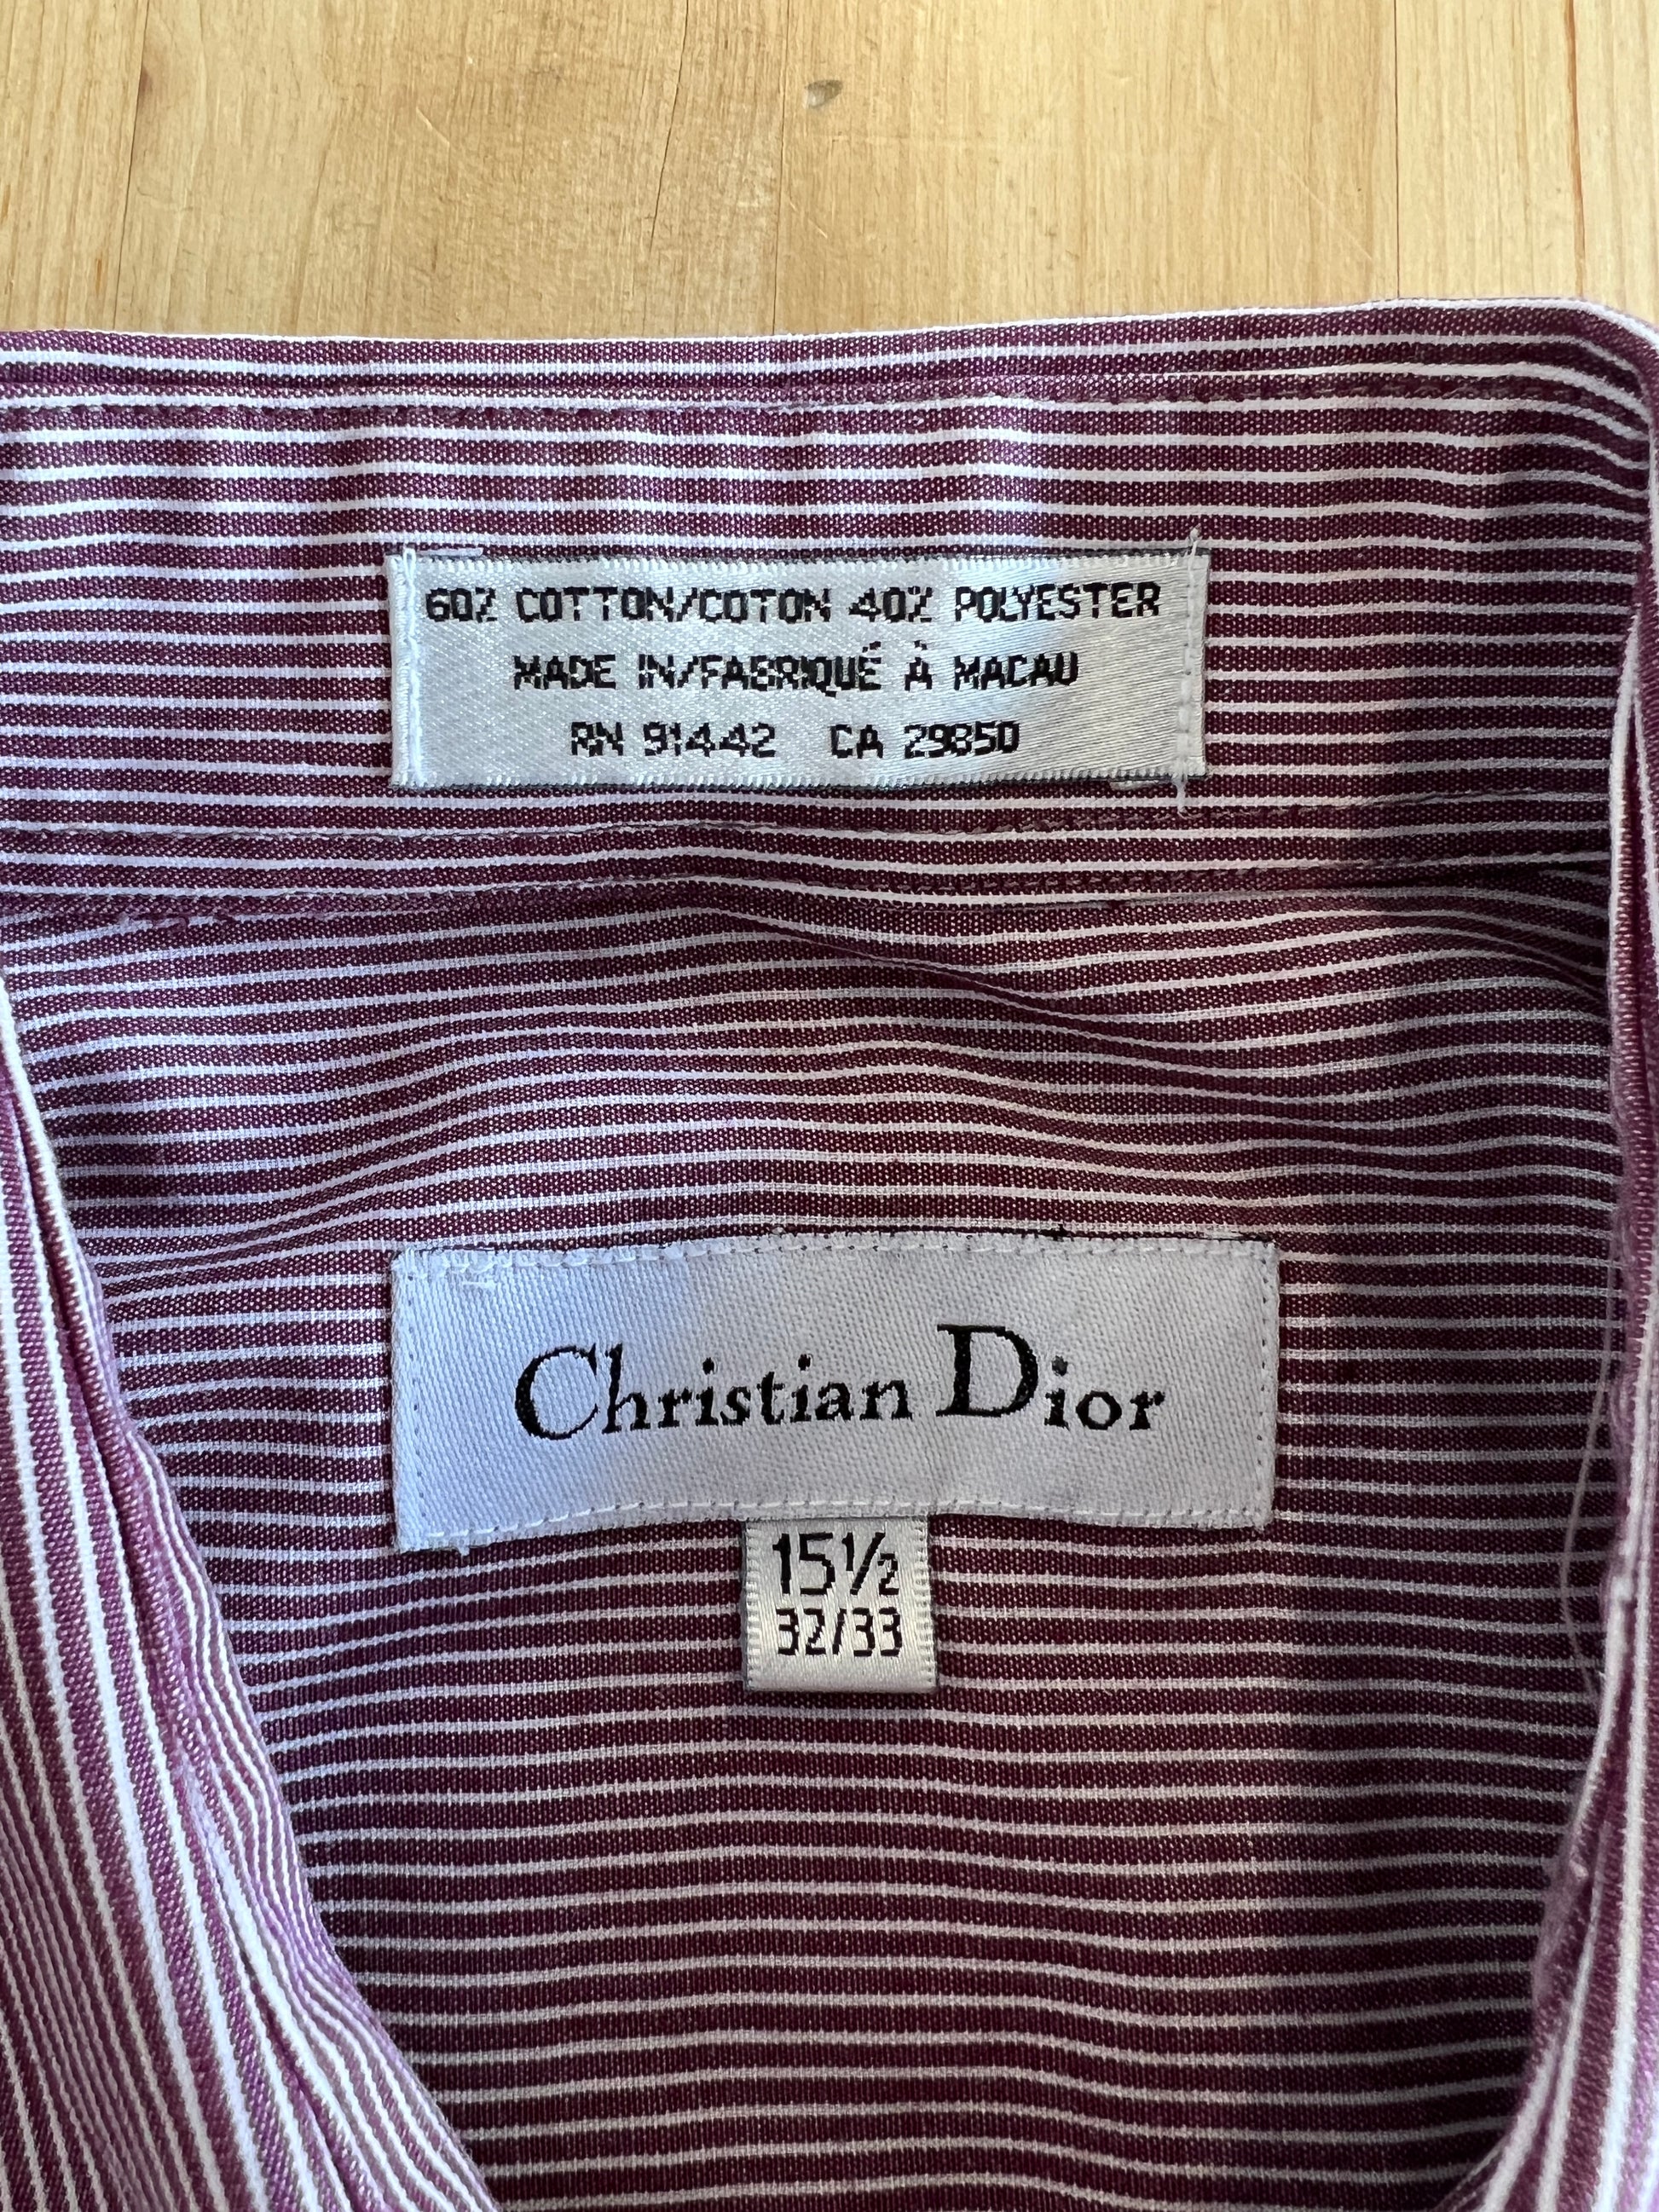 60% COTTON/COTON 40% POLYESTER
MADE IN/FABRIQUÉ À MACAU
RN 91442 CA 29850
Christian Dior
15½
32/33